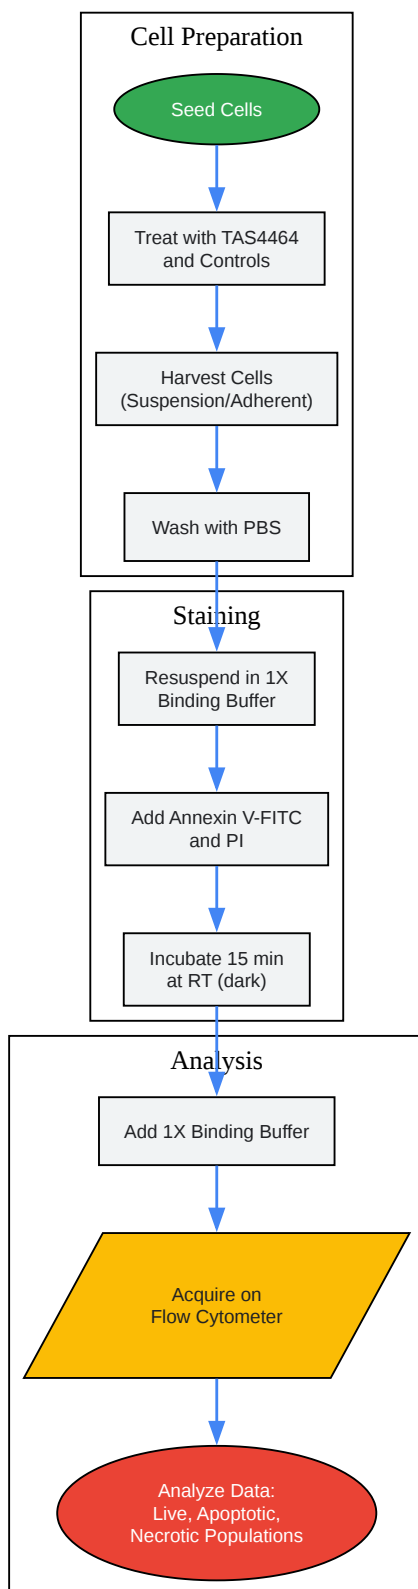 Cell Preparation
Seed Cells
Treat with TAS4464
and Controls
Harvest Cells
(Suspension/Adherent)
Wash with PBS
Staining
Resuspend in 1X
Binding Buffer
Add Annexin V-FITC
and PI
Incubate 15 min
at RT (dark)
Analysis
Add 1X Binding Buffer
Acquire on
Flow Cytometer
Analyze Data:
Live, Apoptotic,
Necrotic Populations